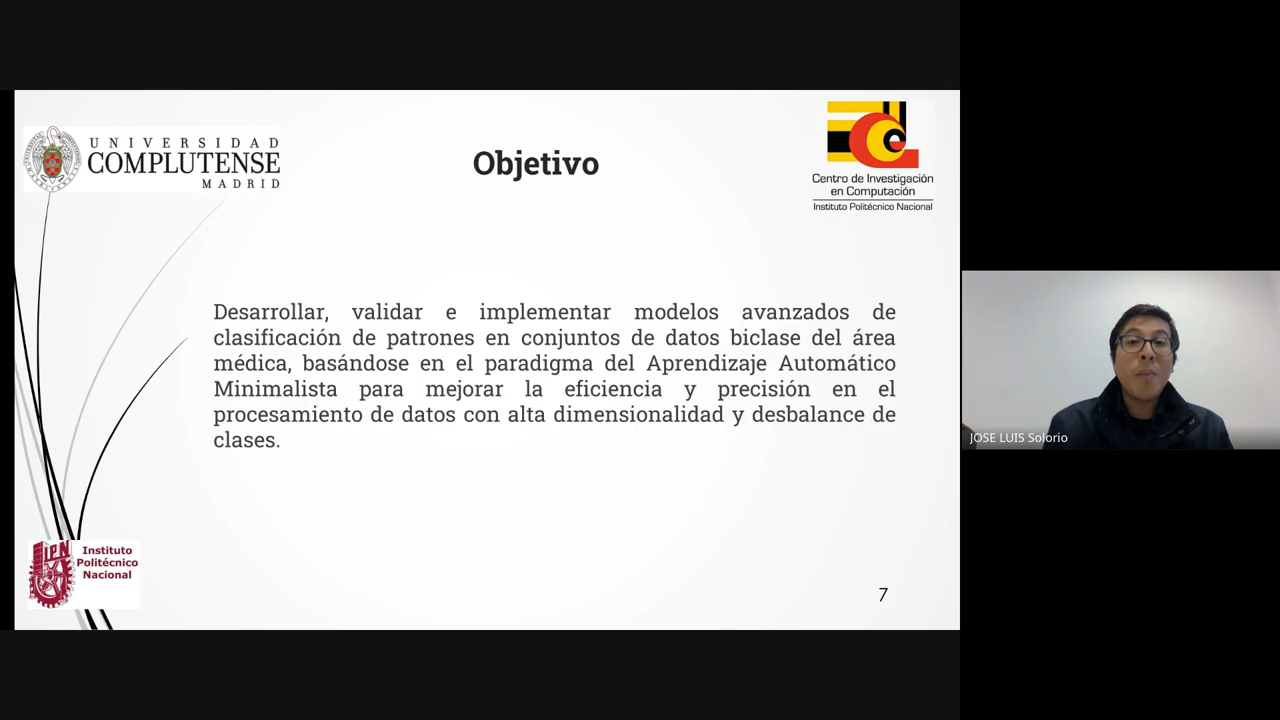 UNIVERSIDAD
COMPLUTENSE
MADRID
Objetivo
Centro de Investigación
en Computación
Instituto Politécnico Nacional
Desarrollar, validar e implementar modelos avanzados de
clasificación de patrones en conjuntos de datos biclase del área
médica, basándose en el paradigma del Aprendizaje Automático
Minimalista para mejorar la eficiencia y precisión en el
procesamiento de datos con alta dimensionalidad y desbalance de
clases.
JOSE LUIS Solorio
IPN
Instituto
Politécnico
Nacional
7